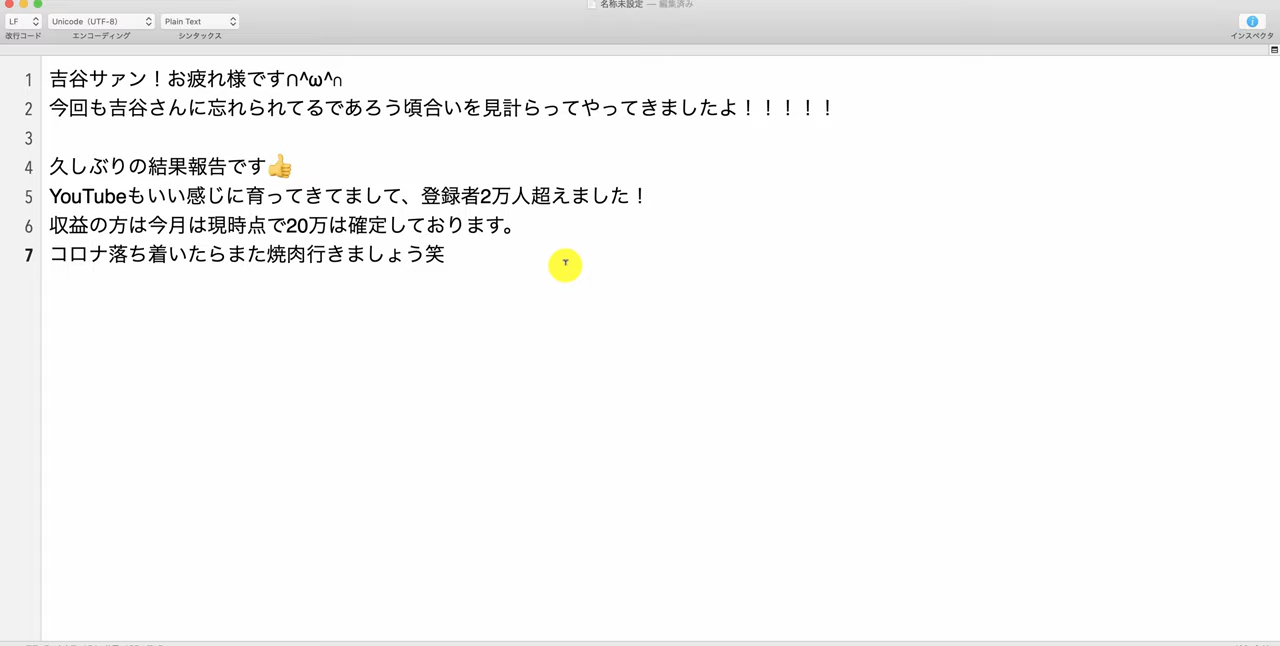 名称未設定 — 編集済み
LF
Unicode (UTF-8)
Plain Text
改行コード
エンコーディング
シンタックス
インスペクタ
1 吉谷サァン！お疲れ様です∩^ω^∩
2 今回も吉谷さんに忘れられてるであろう頃合いを見計らってやってきましたよ！！！！！
3
4 久しぶりの結果報告です👍
5 YouTubeもいい感じに育ってきてまして、登録者2万人超えました！
6 収益の方は今月は現時点で20万は確定しております。
7 コロナ落ち着いたらまた焼肉行きましょう笑